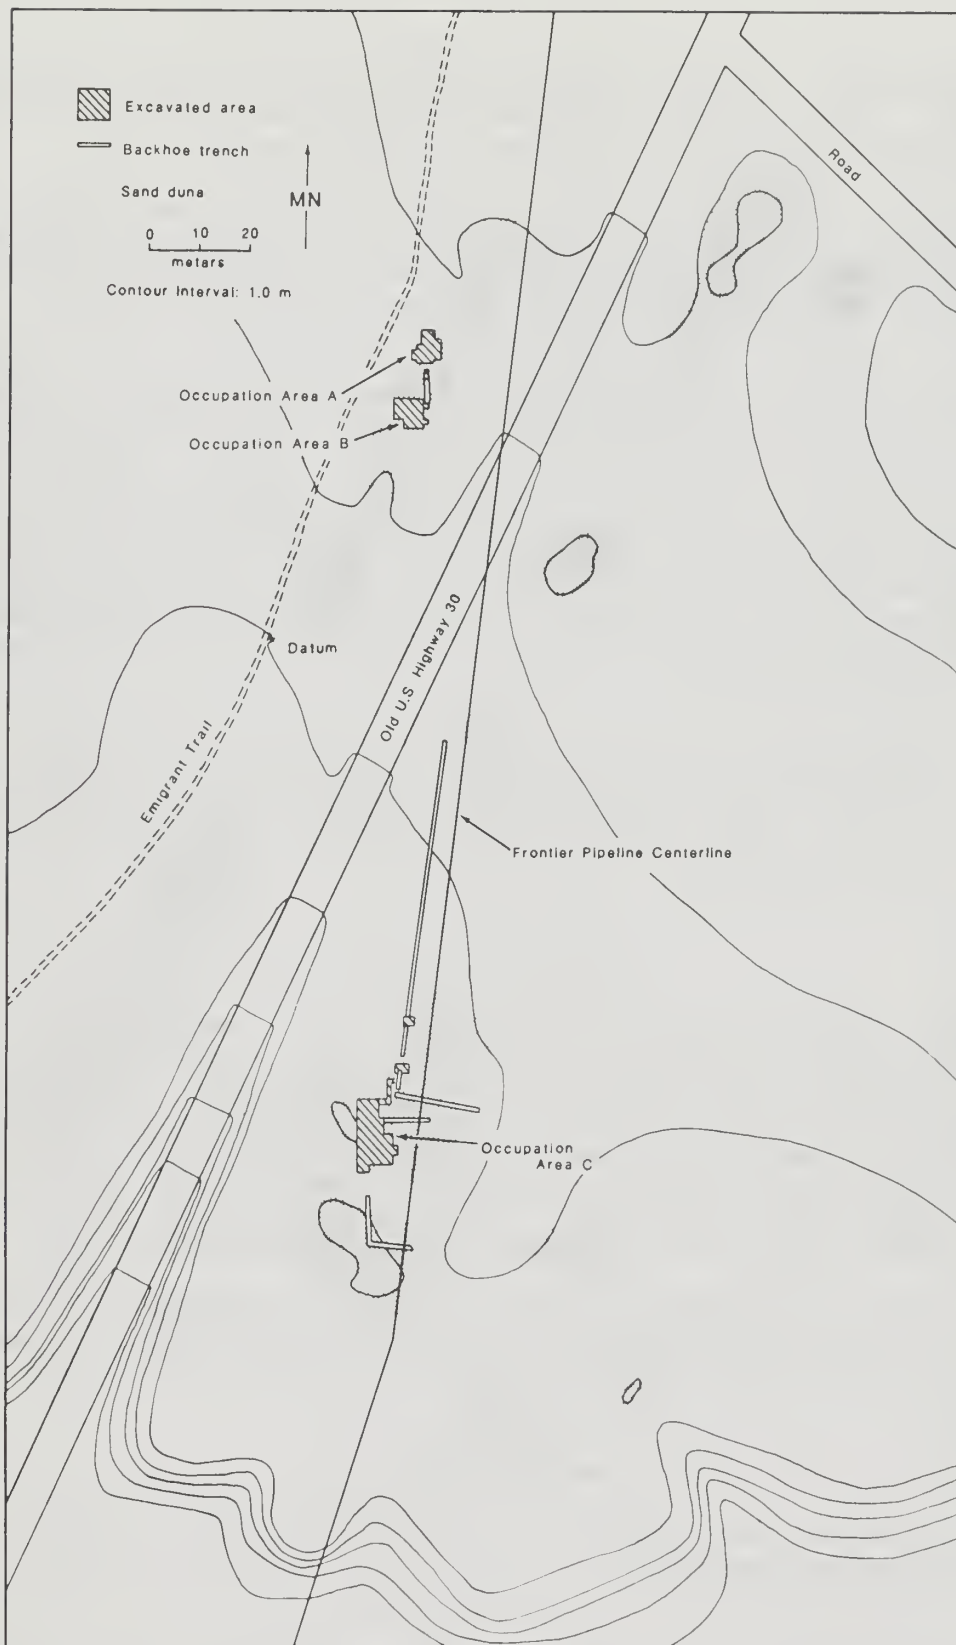 Excavated area
Backhoe trench
Sand dune
MN
0 10 20
meters
Contour Interval: 1.0 m
Road
Occupation Area A
Occupation Area B
Old U.S Highway 30
Datum
Emigrant Trail
Frontier Pipeline Centerline
Occupation
Area C